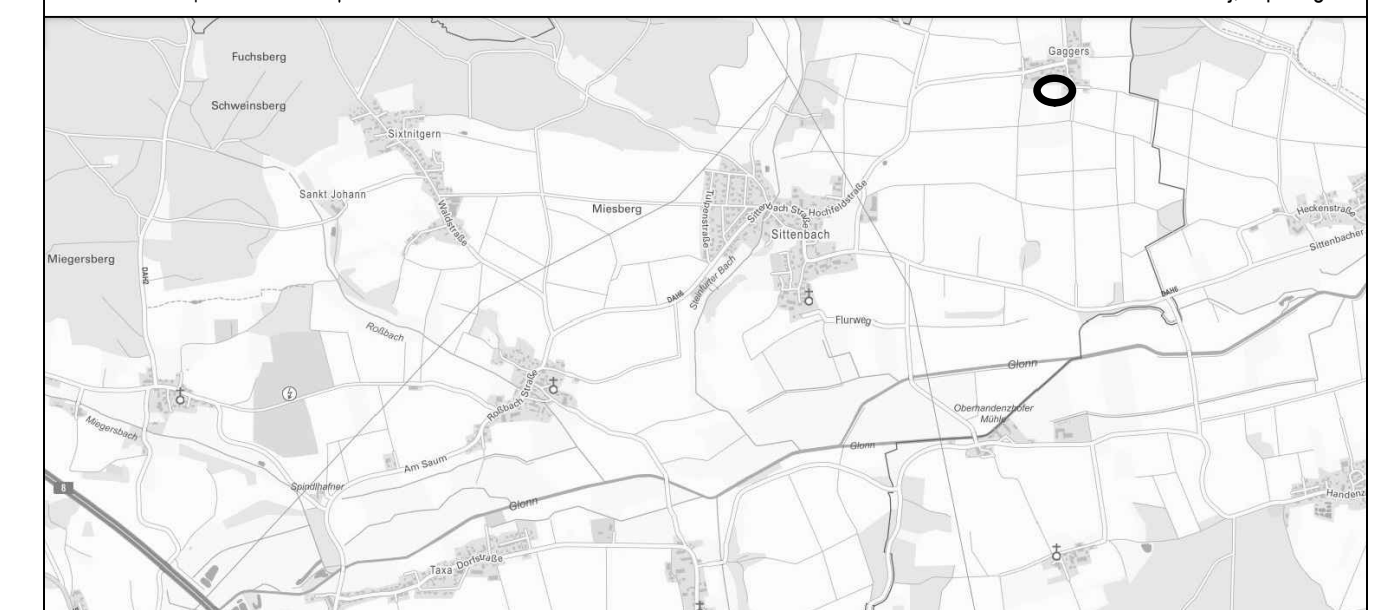 Gaggers
Fuchsberg
Schweinsberg
Sixtnitgern
Sankt Johann
Waldstraße
Miesberg
Tulpenstraße
Sittenbach Straße
Hochfeldstraße
Sittenbach
Heckenstraße
Sittenbacher
Miegersberg
DAH2
Steinfurter Bach
DAH6
DAH6
Flurweg
Roßbach
Glonn
Roßbach Straße
Oberhandenzhofer
Mühle
Miegersbach
Glonn
Am Saum
Spindlhafner
8
Glonn
Handenz
Taxa
Dorfstraße